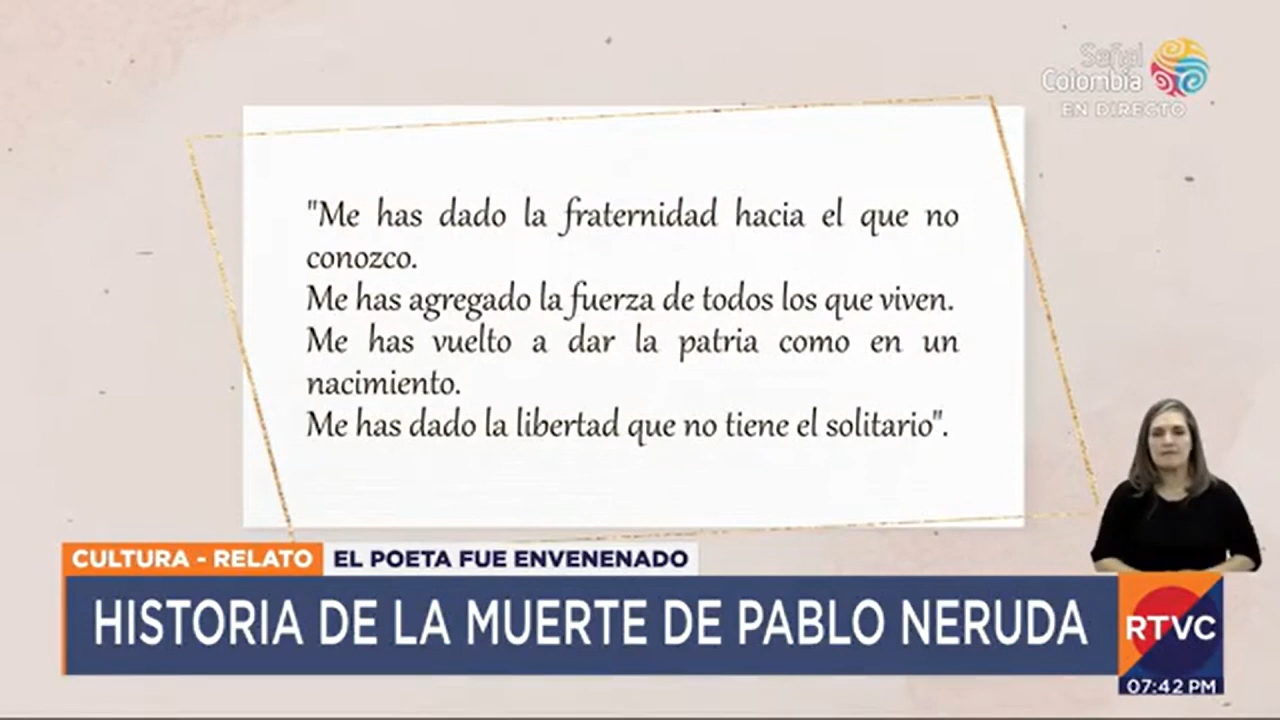 Señal
Colombia
EN DIRECTO
"Me has dado la fraternidad hacia el que no
conozco.
Me has agregado la fuerza de todos los que viven.
Me has vuelto a dar la patria como en un
nacimiento.
Me has dado la libertad que no tiene el solitario".
CULTURA - RELATO EL POETA FUE ENVENENADO
HISTORIA DE LA MUERTE DE PABLO NERUDA
RTVC
07:42 PM